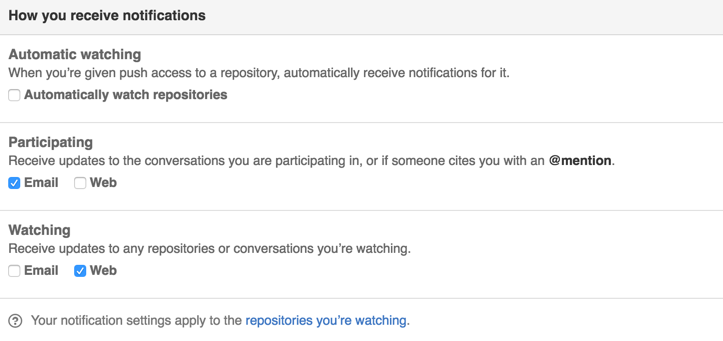 How you receive notifications
Automatic watching
When you're given push access to a repository, automatically receive notifications for it.
Automatically watch repositories
Participating
Receive updates to the conversations you are participating in, or if someone cites you with an @mention.
Email Web
Watching
Receive updates to any repositories or conversations you're watching.
Email Web
? Your notification settings apply to the repositories you're watching.